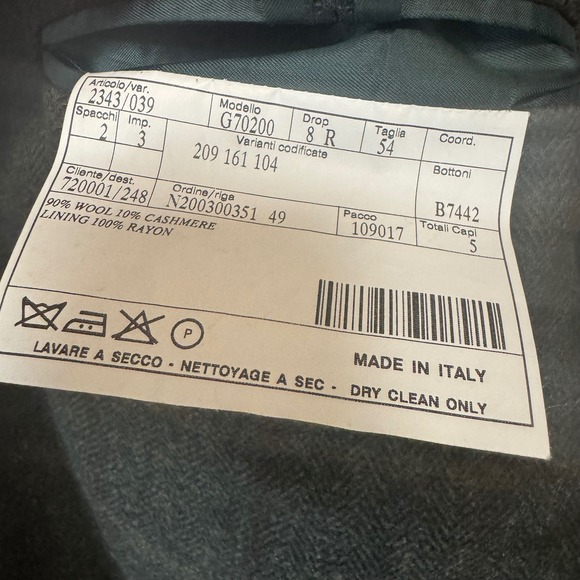 Articolo/var. Modello Drop Taglia Coord.
2343/039 G70200 8 R 54
Spacchi Imp. Varianti codificate Bottoni
2 3 209 161 104 B7442
Cliente/dest. Ordine/riga Pacco Totali Capi
720001/248 N200300351 49 109017 5
90% WOOL 10% CASHMERE
LINING 100% RAYON
P
MADE IN ITALY
LAVARE A SECCO - NETTOYAGE A SEC - DRY CLEAN ONLY